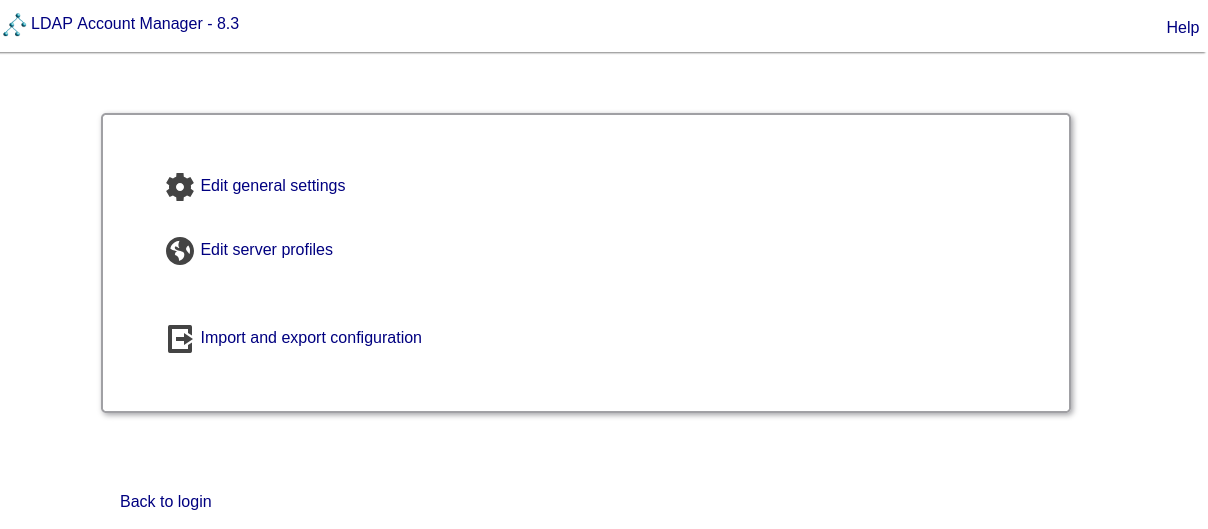 LDAP Account Manager - 8.3
Help
Edit general settings
Edit server profiles
Import and export configuration
Back to login